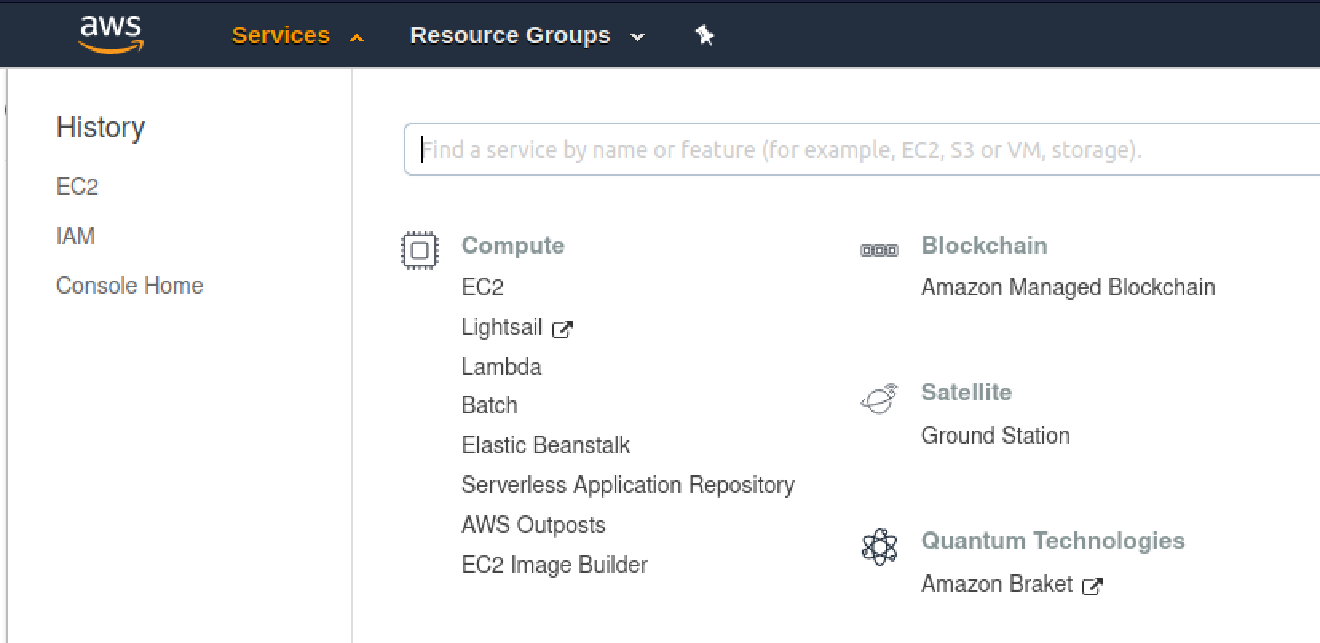 aws Services Resource Groups
History
EC2
IAM
Console Home
Find a service by name or feature (for example, EC2, S3 or VM, storage).
Compute
EC2
Lightsail
Lambda
Batch
Elastic Beanstalk
Serverless Application Repository
AWS Outposts
EC2 Image Builder
Blockchain
Amazon Managed Blockchain
Satellite
Ground Station
Quantum Technologies
Amazon Braket